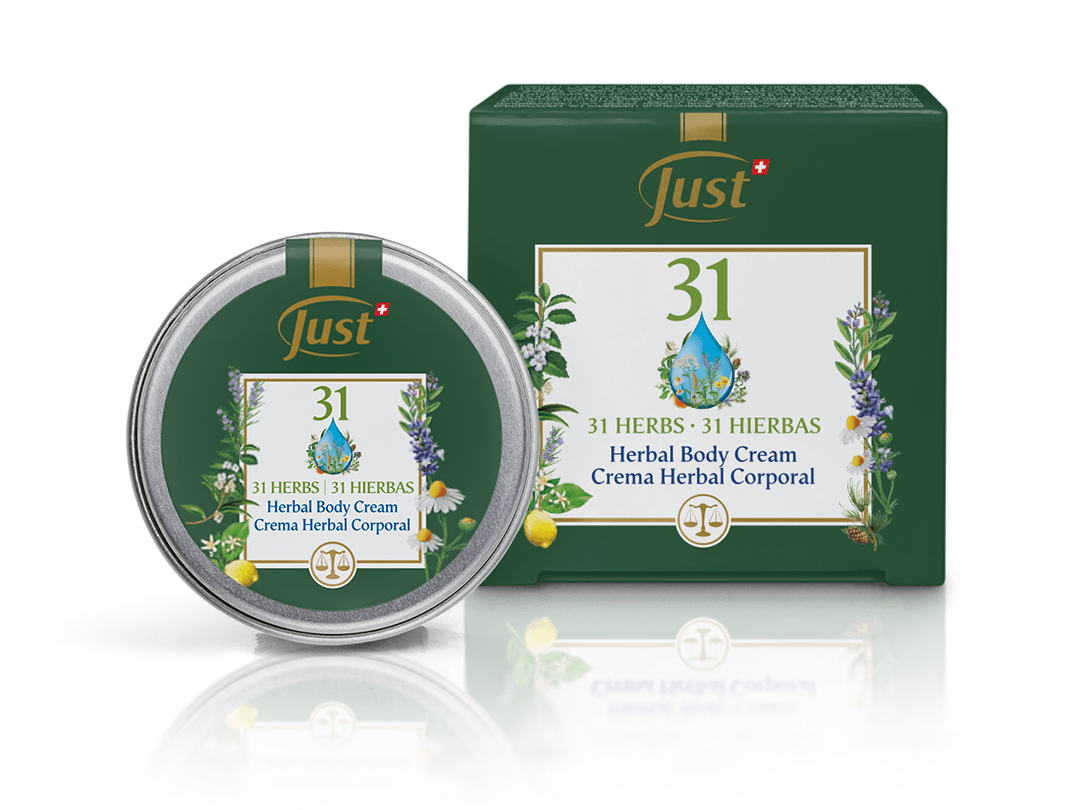 Just
31
31 HERBS | 31 HIERBAS
Herbal Body Cream
Crema Herbal Corporal
Just
31
31 HERBS · 31 HIERBAS
Herbal Body Cream
Crema Herbal Corporal